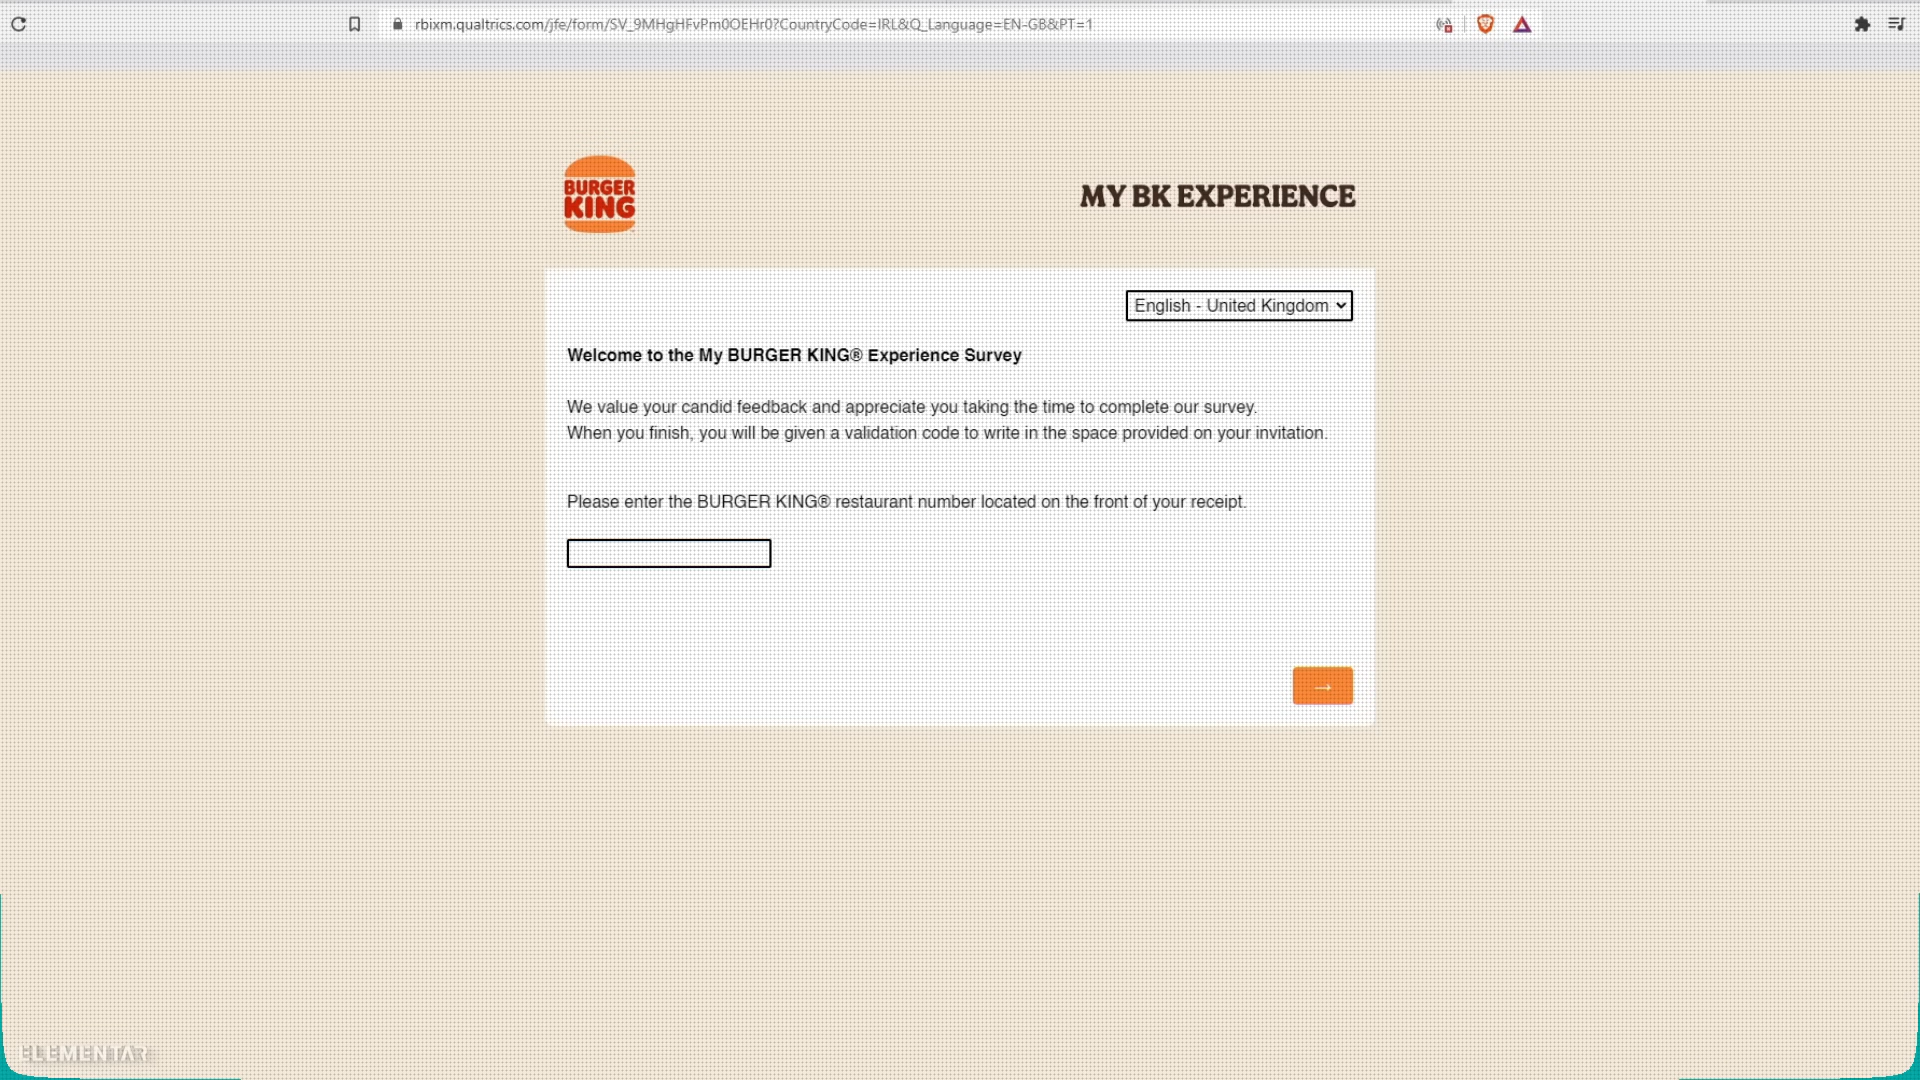 rbixm.qualtrics.com/jfe/form/SV_9MHgHFvPm0OEHr0?CountryCode=IRL&Q_Language=EN-GB&PT=1
BURGER
KING
MY BK EXPERIENCE
English - United Kingdom
Welcome to the My BURGER KING® Experience Survey
We value your candid feedback and appreciate you taking the time to complete our survey.
When you finish, you will be given a validation code to write in the space provided on your invitation.
Please enter the BURGER KING® restaurant number located on the front of your receipt.
→
ELEMENTAR